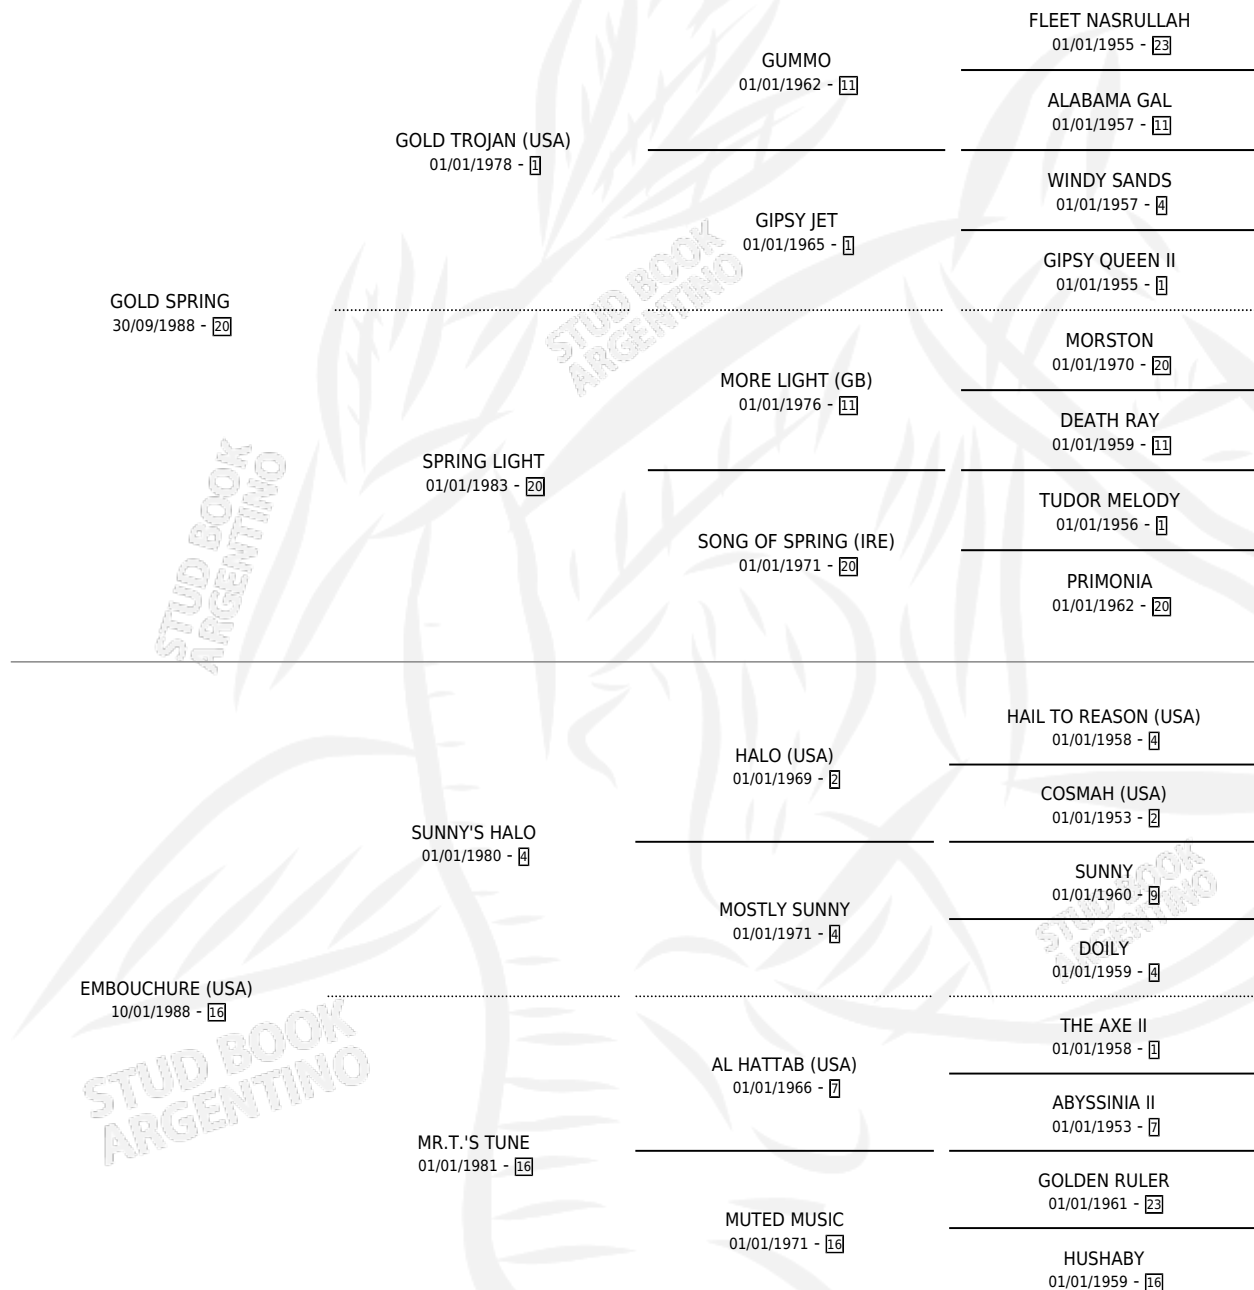 FLEET NASRULLAH
01/01/1955 - 23
GUMMO
01/01/1962 - 11
ALABAMA GAL
01/01/1957 - 11
GOLD TROJAN (USA)
01/01/1978 - 1
WINDY SANDS
01/01/1957 - 4
GIPSY JET
01/01/1965 - 1
GIPSY QUEEN II
01/01/1955 - 1
GOLD SPRING
30/09/1988 - 20
STUD BOOK
ARGENTINO
MORSTON
01/01/1970 - 20
MORE LIGHT (GB)
01/01/1976 - 11
DEATH RAY
01/01/1959 - 11
SPRING LIGHT
01/01/1983 - 20
TUDOR MELODY
01/01/1956 - 1
SONG OF SPRING (IRE)
01/01/1971 - 20
PRIMONIA
01/01/1962 - 20
STUD BOOK
ARGENTINO
HAIL TO REASON (USA)
01/01/1958 - 4
HALO (USA)
01/01/1969 - 2
COSMAH (USA)
01/01/1953 - 2
SUNNY'S HALO
01/01/1980 - 4
SUNNY
01/01/1960 - 9
MOSTLY SUNNY
01/01/1971 - 4
STUD BOOK
ARGENTINO
DOILY
01/01/1959 - 4
EMBOUCHURE (USA)
10/01/1988 - 16
THE AXE II
01/01/1958 - 1
AL HATTAB (USA)
01/01/1966 - 7
STUD BOOK
ARGENTINO
ABYSSINIA II
01/01/1953 - 7
MR.T.'S TUNE
01/01/1981 - 16
GOLDEN RULER
01/01/1961 - 23
MUTED MUSIC
01/01/1971 - 16
HUSHABY
01/01/1959 - 16